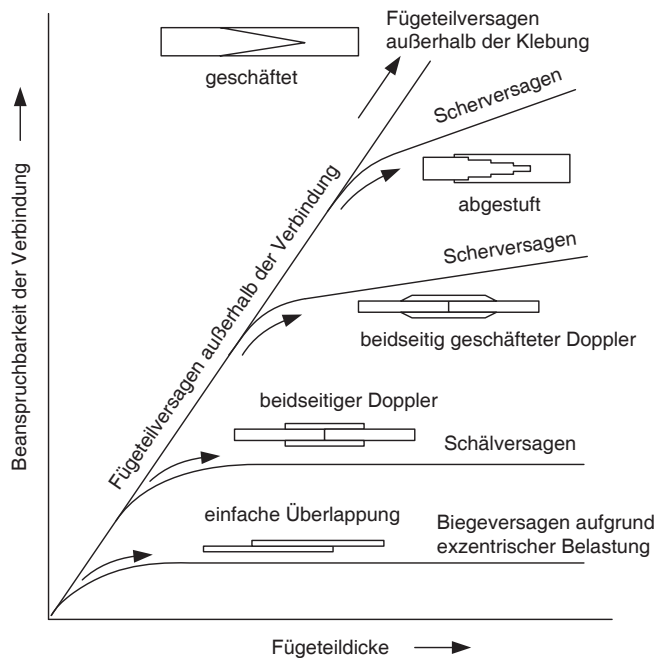 Fügeteilversagen
außerhalb der Klebung
geschäftet
Scherversagen
abgestuft
Scherversagen
beidseitig geschäfteter Doppler
Fügeteilversagen außerhalb der Verbindung
beidseitiger Doppler
Schälversagen
einfache Überlappung
Biegeversagen aufgrund
exzentrischer Belastung
Beanspruchbarkeit der Verbindung
Fügeteildicke